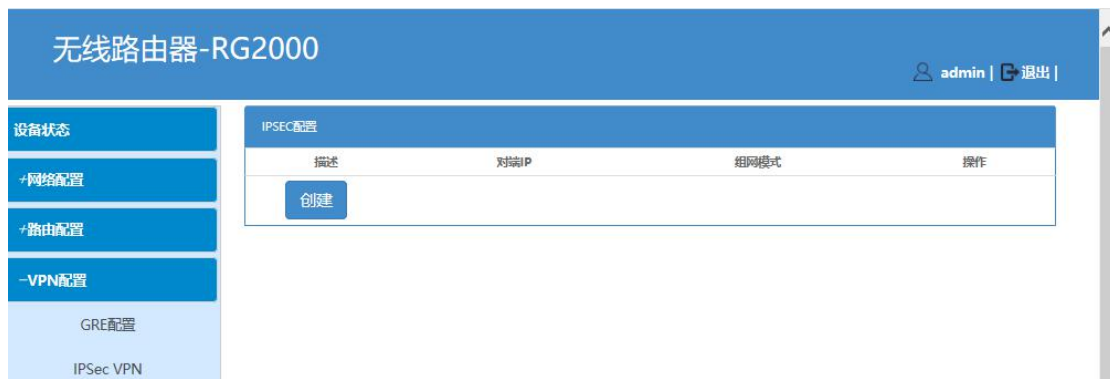 无线路由器-RG2000
admin | 退出 |
设备状态
+网络配置
+路由配置
−VPN配置
GRE配置
IPSec VPN
IPSEC配置
描述 对端IP 组网模式 操作
创建